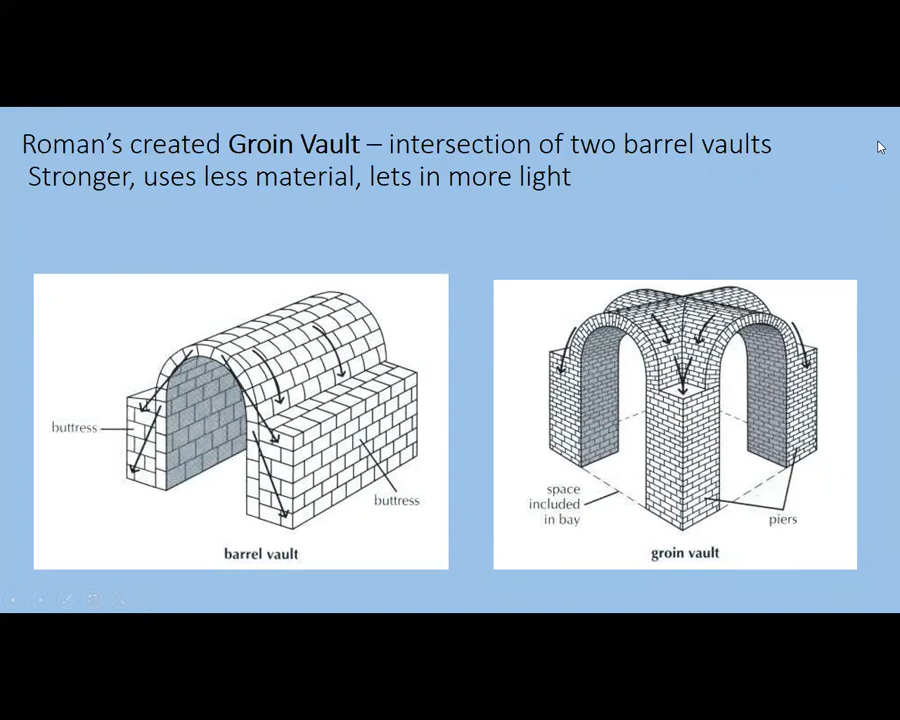 Roman’s created Groin Vault – intersection of two barrel vaults
Stronger, uses less material, lets in more light
buttress
buttress
barrel vault
space
included
in bay
piers
groin vault